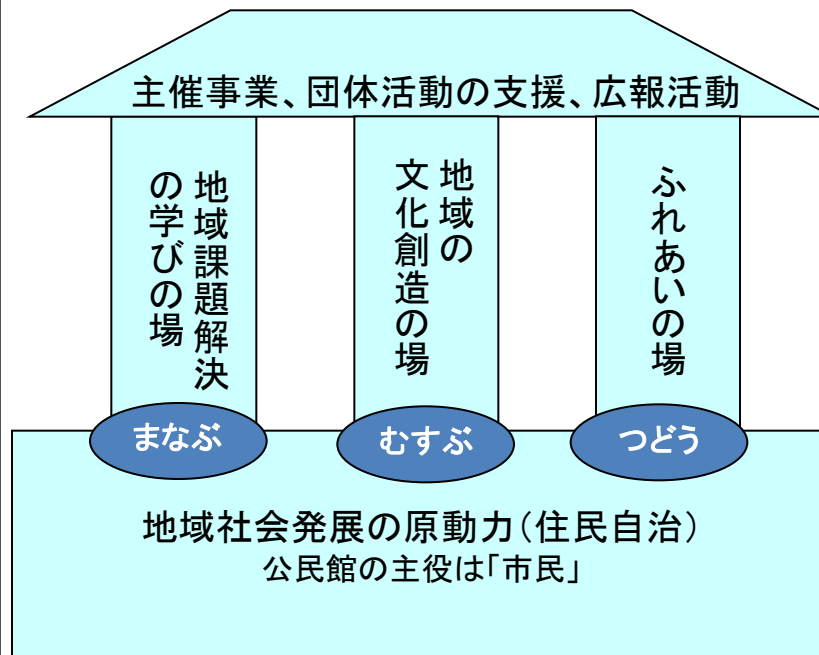 主催事業、団体活動の支援、広報活動
地域課題解決
の学びの場
地域の
文化創造の場
ふれあいの場
まなぶ
むすぶ
つどう
地域社会発展の原動力（住民自治）
公民館の主役は「市民」